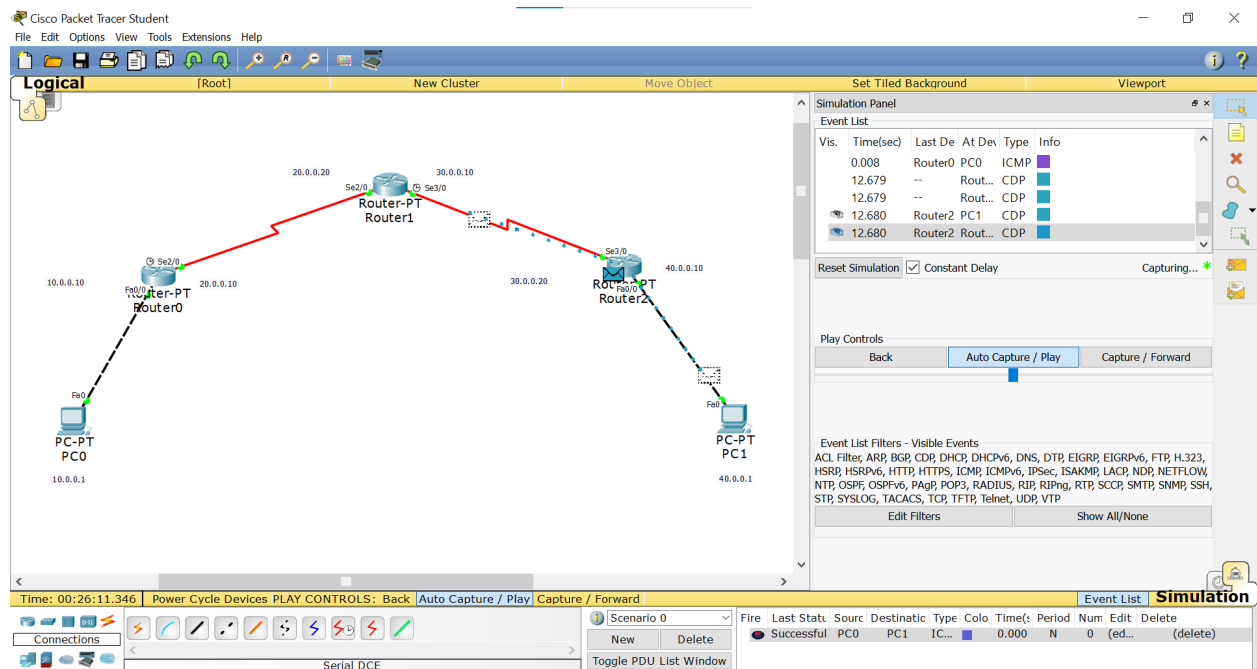 Cisco Packet Tracer Student
File Edit Options View Tools Extensions Help
Logical [Root] New Cluster Move Object Set Tiled Background Viewport
Simulation Panel
Event List
Vis. Time(sec) Last De At Dev Type Info
0.008 Router0 PC0 ICMP
12.679 -- Rout... CDP
12.679 -- Rout... CDP
12.680 Router2 PC1 CDP
12.680 Router2 Rout... CDP
Reset Simulation Constant Delay Capturing... *
Play Controls
Back Auto Capture / Play Capture / Forward
Event List Filters - Visible Events
ACL Filter, ARP, BGP, CDP, DHCP, DHCPv6, DNS, DTP, EIGRP, EIGRPv6, FTP, H.323,
HSRP, HSRPv6, HTTP, HTTPS, ICMP, ICMPv6, IPSec, ISAKMP, LACP, NDP, NETFLOW,
NTP, OSPF, OSPFv6, PAgP, POP3, RADIUS, RIP, RIPng, RTP, SCCP, SMTP, SNMP, SSH,
STP, SYSLOG, TACACS, TCP, TFTP, Telnet, UDP, VTP
Edit Filters Show All/None
20.0.0.20 30.0.0.10
Se2/0 Se3/0
Router-PT
Router1
Se2/0
10.0.0.10 20.0.0.10
Fa0/0
Router-PT
Router0
Se3/0
40.0.0.10
30.0.0.20
Router-PT
Fa0/0
Router2
Fa0
PC-PT
PC0
10.0.0.1
Fa0
PC-PT
PC1
40.0.0.1
Time: 00:26:11.346 Power Cycle Devices PLAY CONTROLS: Back Auto Capture / Play Capture / Forward Event List Simulation
Connections
Serial DCE
Scenario 0
New Delete
Toggle PDU List Window
Fire Last Statu Sourc Destinatic Type Colo Time(s Period Num Edit Delete
Successful PC0 PC1 IC... 0.000 N 0 (ed... (delete)